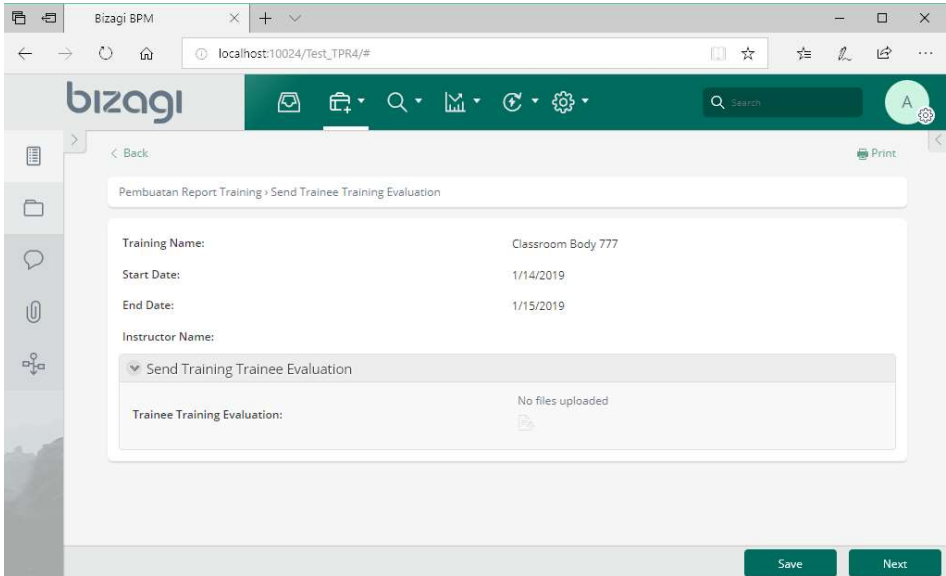 Bizagi BPM
localhost:10024/Test_TPR4/#
bizagi
Search
A
< Back
Print
Pembuatan Report Training › Send Trainee Training Evaluation
Training Name: Classroom Body 777
Start Date: 1/14/2019
End Date: 1/15/2019
Instructor Name:
Send Training Trainee Evaluation
Trainee Training Evaluation: No files uploaded
Save
Next